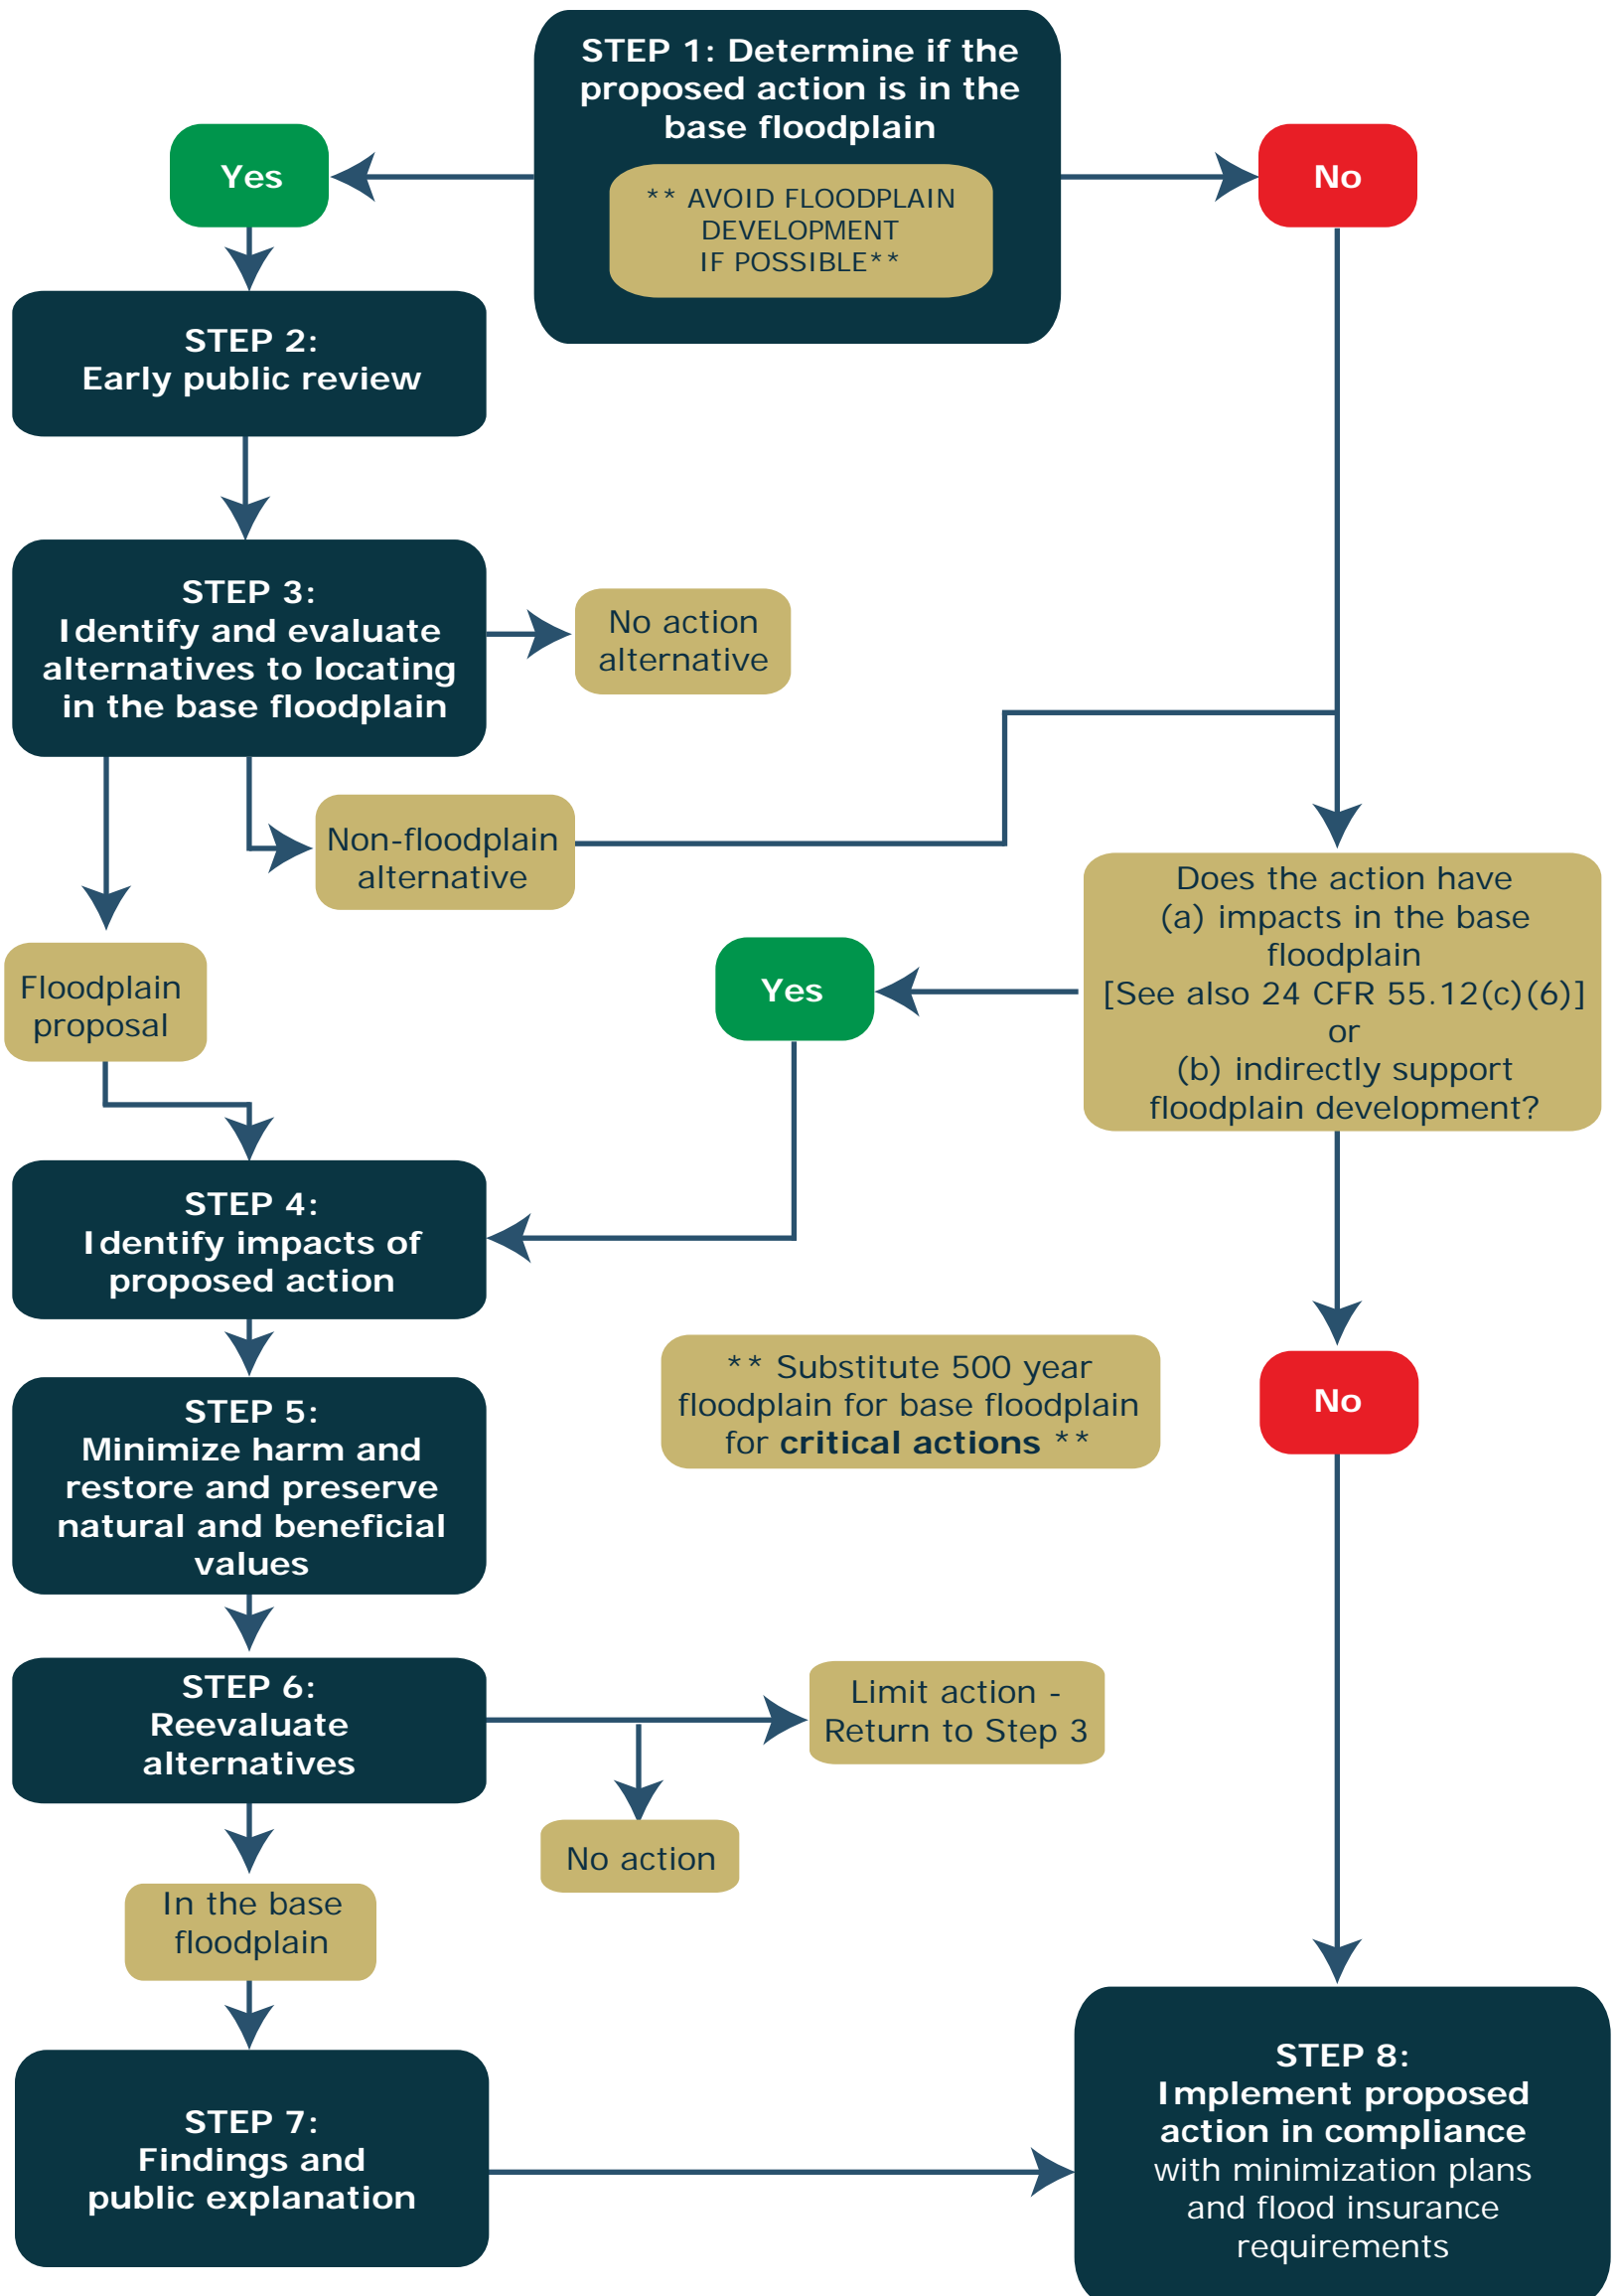 STEP 1: Determine if the
proposed action is in the
base floodplain
** AVOID FLOODPLAIN
DEVELOPMENT
IF POSSIBLE**
Yes
No
STEP 2:
Early public review
STEP 3:
Identify and evaluate
alternatives to locating
in the base floodplain
No action
alternative
Non-floodplain
alternative
Floodplain
proposal
Does the action have
(a) impacts in the base
floodplain
[See also 24 CFR 55.12(c)(6)]
or
(b) indirectly support
floodplain development?
Yes
STEP 4:
Identify impacts of
proposed action
** Substitute 500 year
floodplain for base floodplain
for critical actions **
No
STEP 5:
Minimize harm and
restore and preserve
natural and beneficial
values
STEP 6:
Reevaluate
alternatives
Limit action -
Return to Step 3
No action
In the base
floodplain
STEP 7:
Findings and
public explanation
STEP 8:
Implement proposed
action in compliance
with minimization plans
and flood insurance
requirements